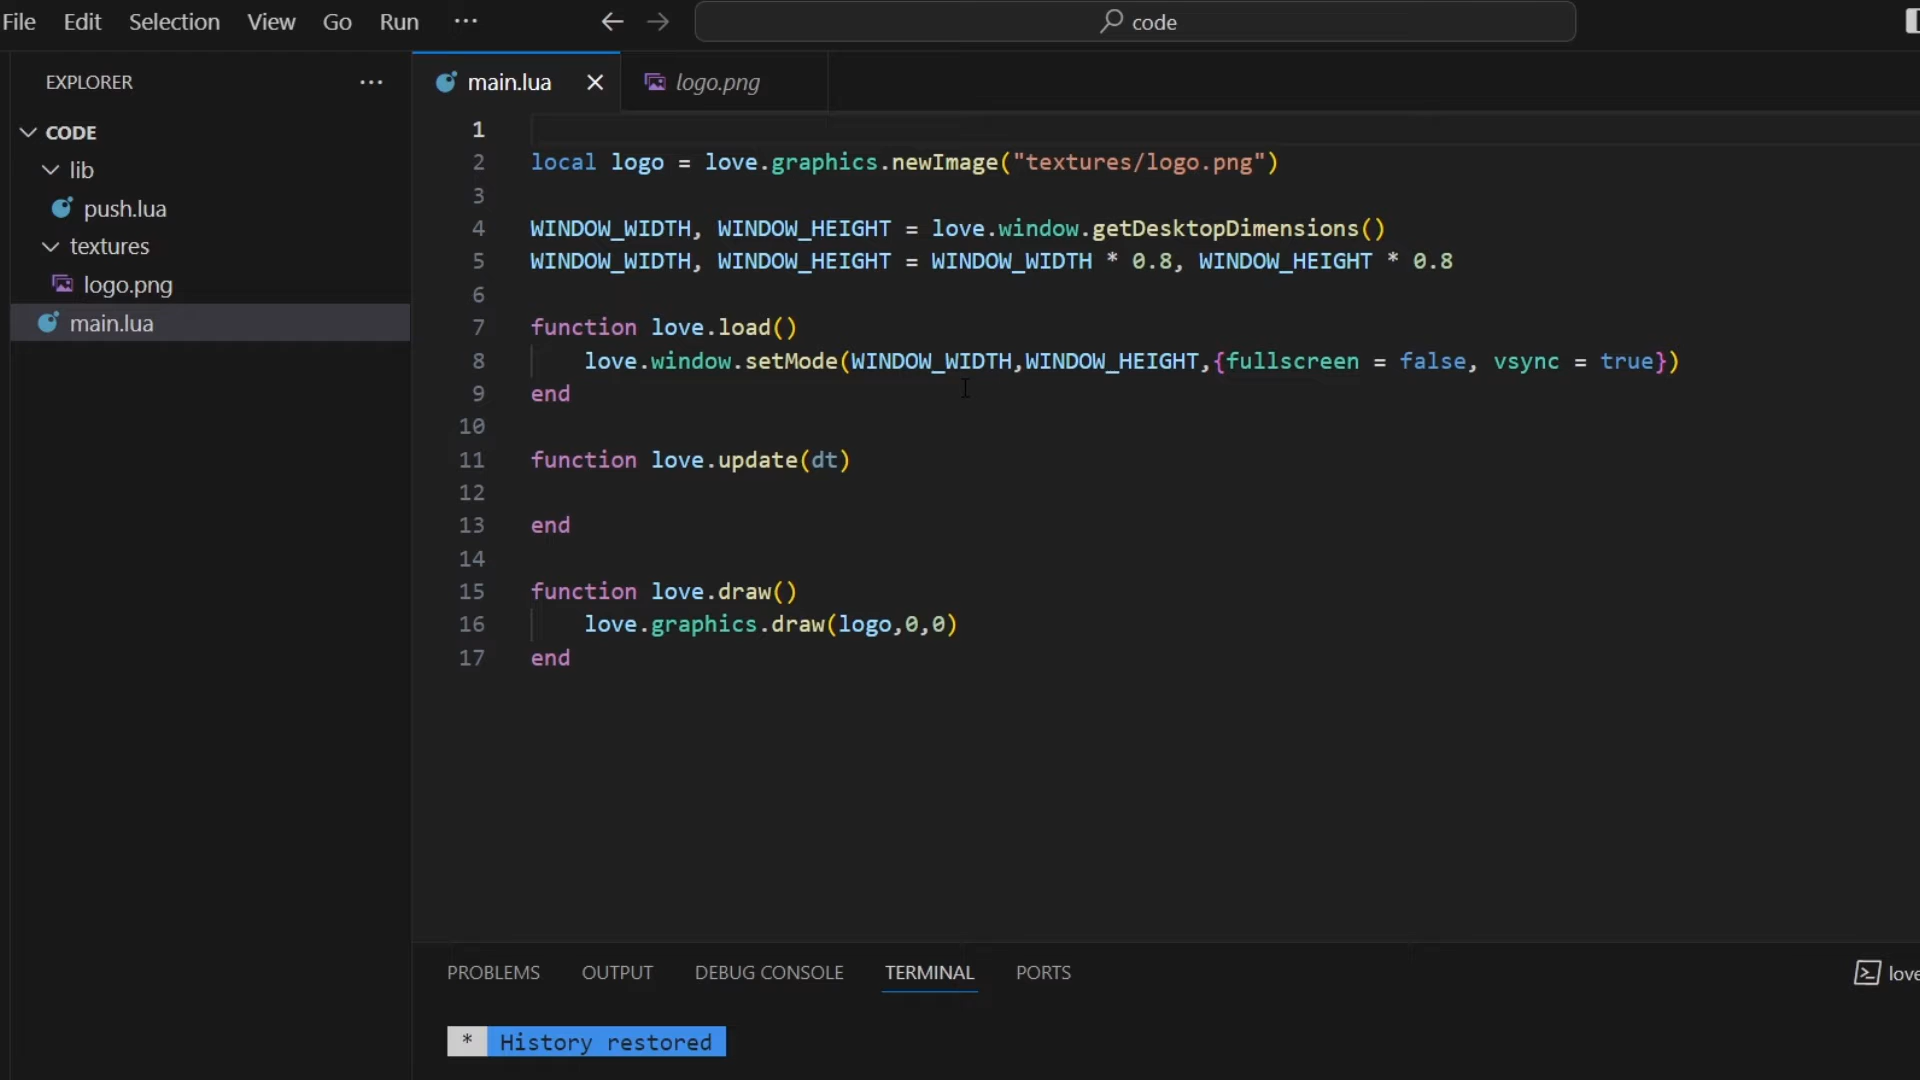 File Edit Selection View Go Run ··· code
EXPLORER ···
CODE
lib
push.lua
textures
logo.png
main.lua
main.lua logo.png
1
2 local logo = love.graphics.newImage("textures/logo.png")
3
4 WINDOW_WIDTH, WINDOW_HEIGHT = love.window.getDesktopDimensions()
5 WINDOW_WIDTH, WINDOW_HEIGHT = WINDOW_WIDTH * 0.8, WINDOW_HEIGHT * 0.8
6
7 function love.load()
8 love.window.setMode(WINDOW_WIDTH,WINDOW_HEIGHT,{fullscreen = false, vsync = true})
9 end
10
11 function love.update(dt)
12
13 end
14
15 function love.draw()
16 love.graphics.draw(logo,0,0)
17 end
PROBLEMS OUTPUT DEBUG CONSOLE TERMINAL PORTS love
* History restored